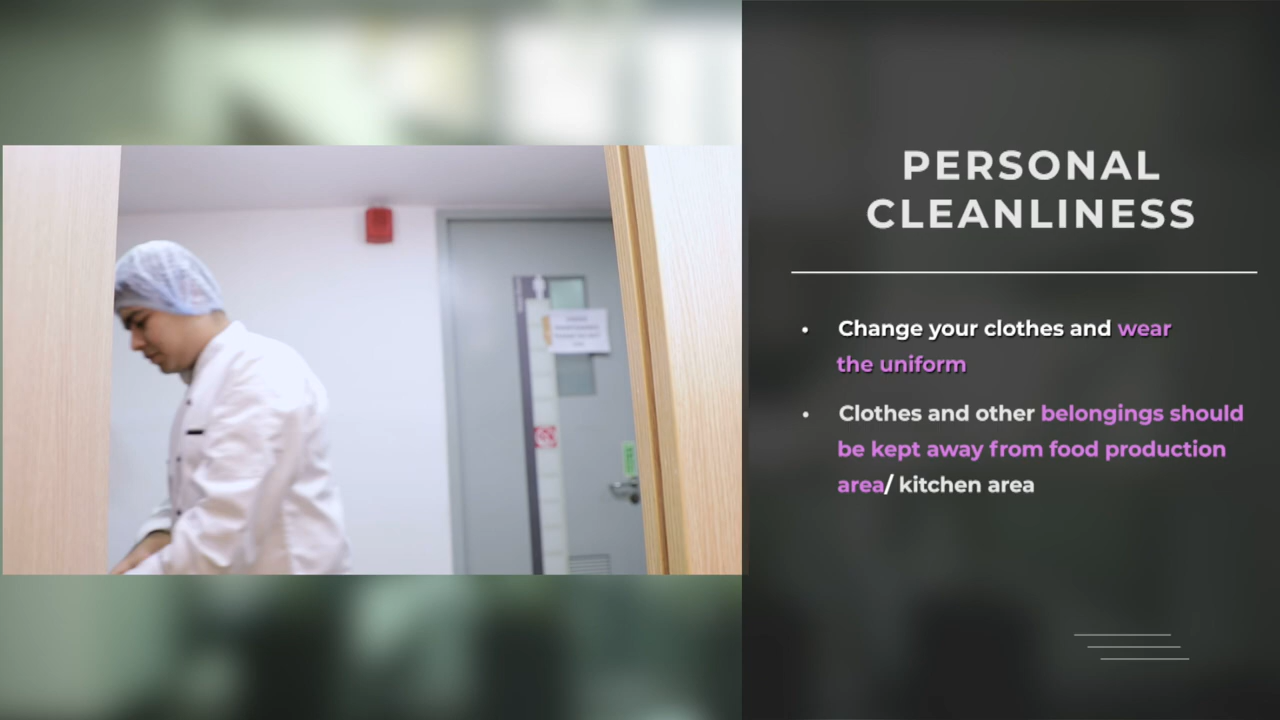 PERSONAL
CLEANLINESS
• Change your clothes and wear
the uniform
• Clothes and other belongings should
be kept away from food production
area/ kitchen area